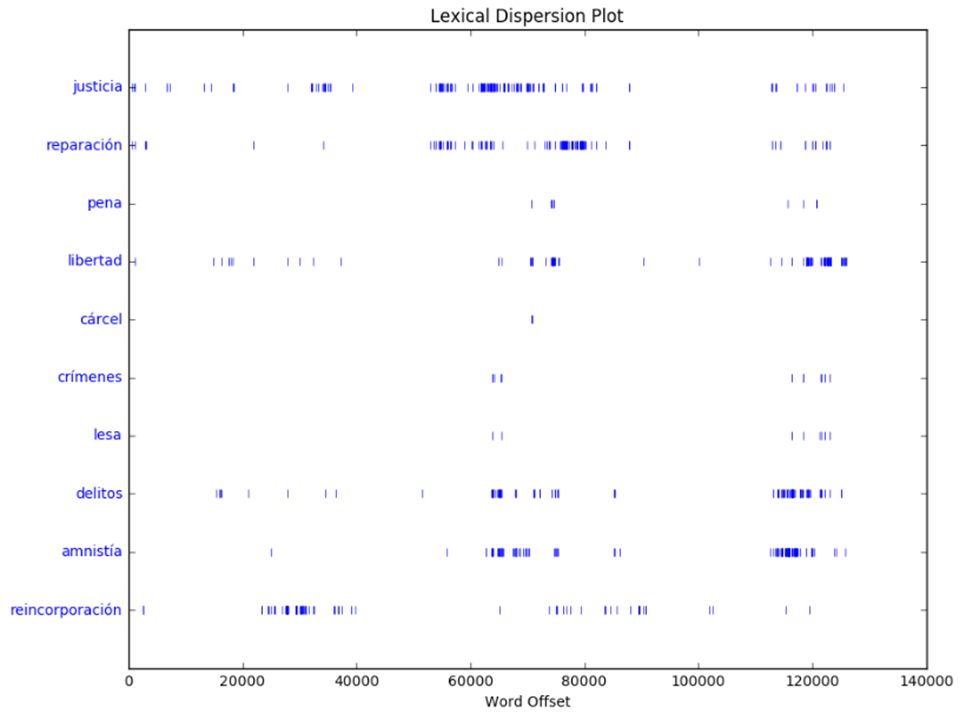 Lexical Dispersion Plot
justicia
reparación
pena
libertad
cárcel
crímenes
lesa
delitos
amnistía
reincorporación
0 20000 40000 60000 80000 100000 120000 140000
Word Offset